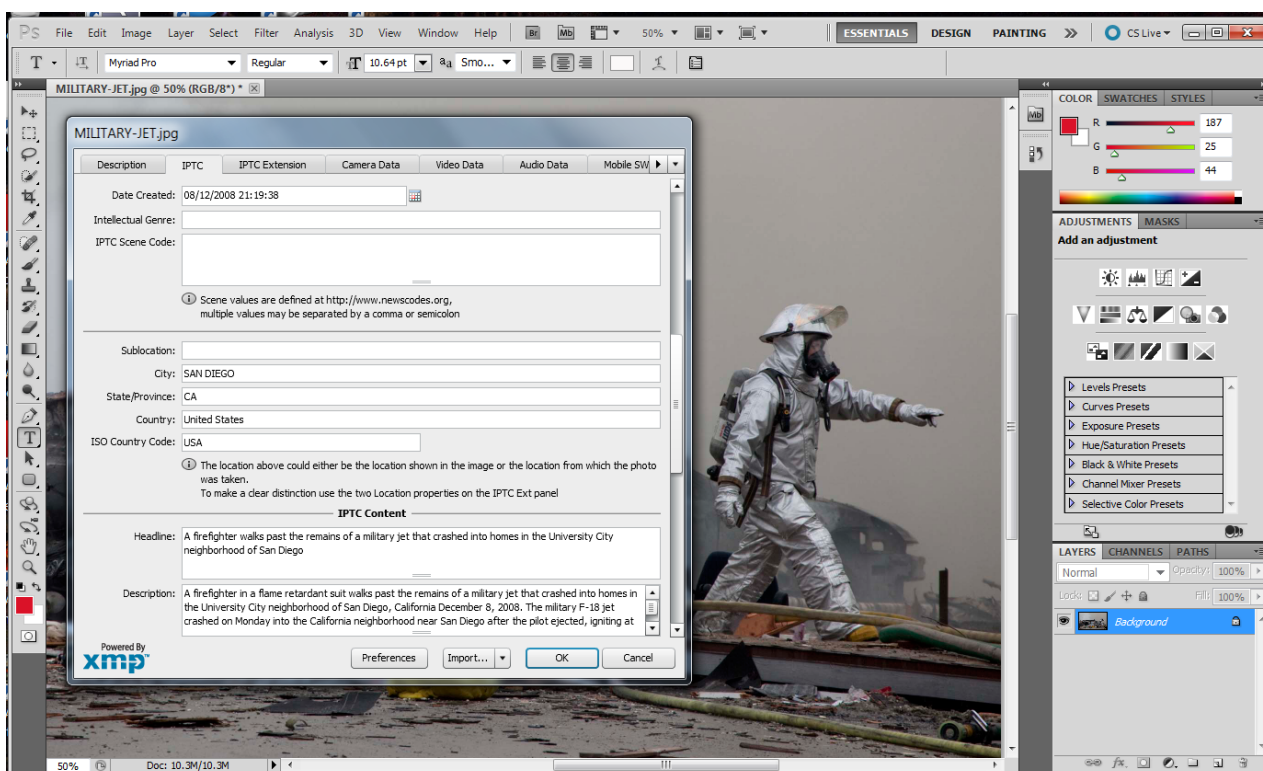 Ps File Edit Image Layer Select Filter Analysis 3D View Window Help Br Mb 50% ESSENTIALS DESIGN PAINTING CS Live
T Myriad Pro Regular 10.64 pt Smo...
MILITARY-JET.jpg @ 50% (RGB/8*) *
MILITARY-JET.jpg
Description IPTC IPTC Extension Camera Data Video Data Audio Data Mobile SW
Date Created: 08/12/2008 21:19:38
Intellectual Genre:
IPTC Scene Code:
Scene values are defined at http://www.newscodes.org,
multiple values may be separated by a comma or semicolon
Sublocation:
City: SAN DIEGO
State/Province: CA
Country: United States
ISO Country Code: USA
The location above could either be the location shown in the image or the location from which the photo
was taken.
To make a clear distinction use the two Location properties on the IPTC Ext panel
IPTC Content
Headline: A firefighter walks past the remains of a military jet that crashed into homes in the University City
neighborhood of San Diego
Description: A firefighter in a flame retardant suit walks past the remains of a military jet that crashed into homes in
the University City neighborhood of San Diego, California December 8, 2008. The military F-18 jet
crashed on Monday into the California neighborhood near San Diego after the pilot ejected, igniting at
Powered By
xmp
Preferences Import... OK Cancel
50% Doc: 10.3M/10.3M
Mb
COLOR SWATCHES STYLES
R 187
G 25
B 44
ADJUSTMENTS MASKS
Add an adjustment
Levels Presets
Curves Presets
Exposure Presets
Hue/Saturation Presets
Black & White Presets
Channel Mixer Presets
Selective Color Presets
LAYERS CHANNELS PATHS
Normal Opacity: 100%
Lock: Fill: 100%
Background
fx.